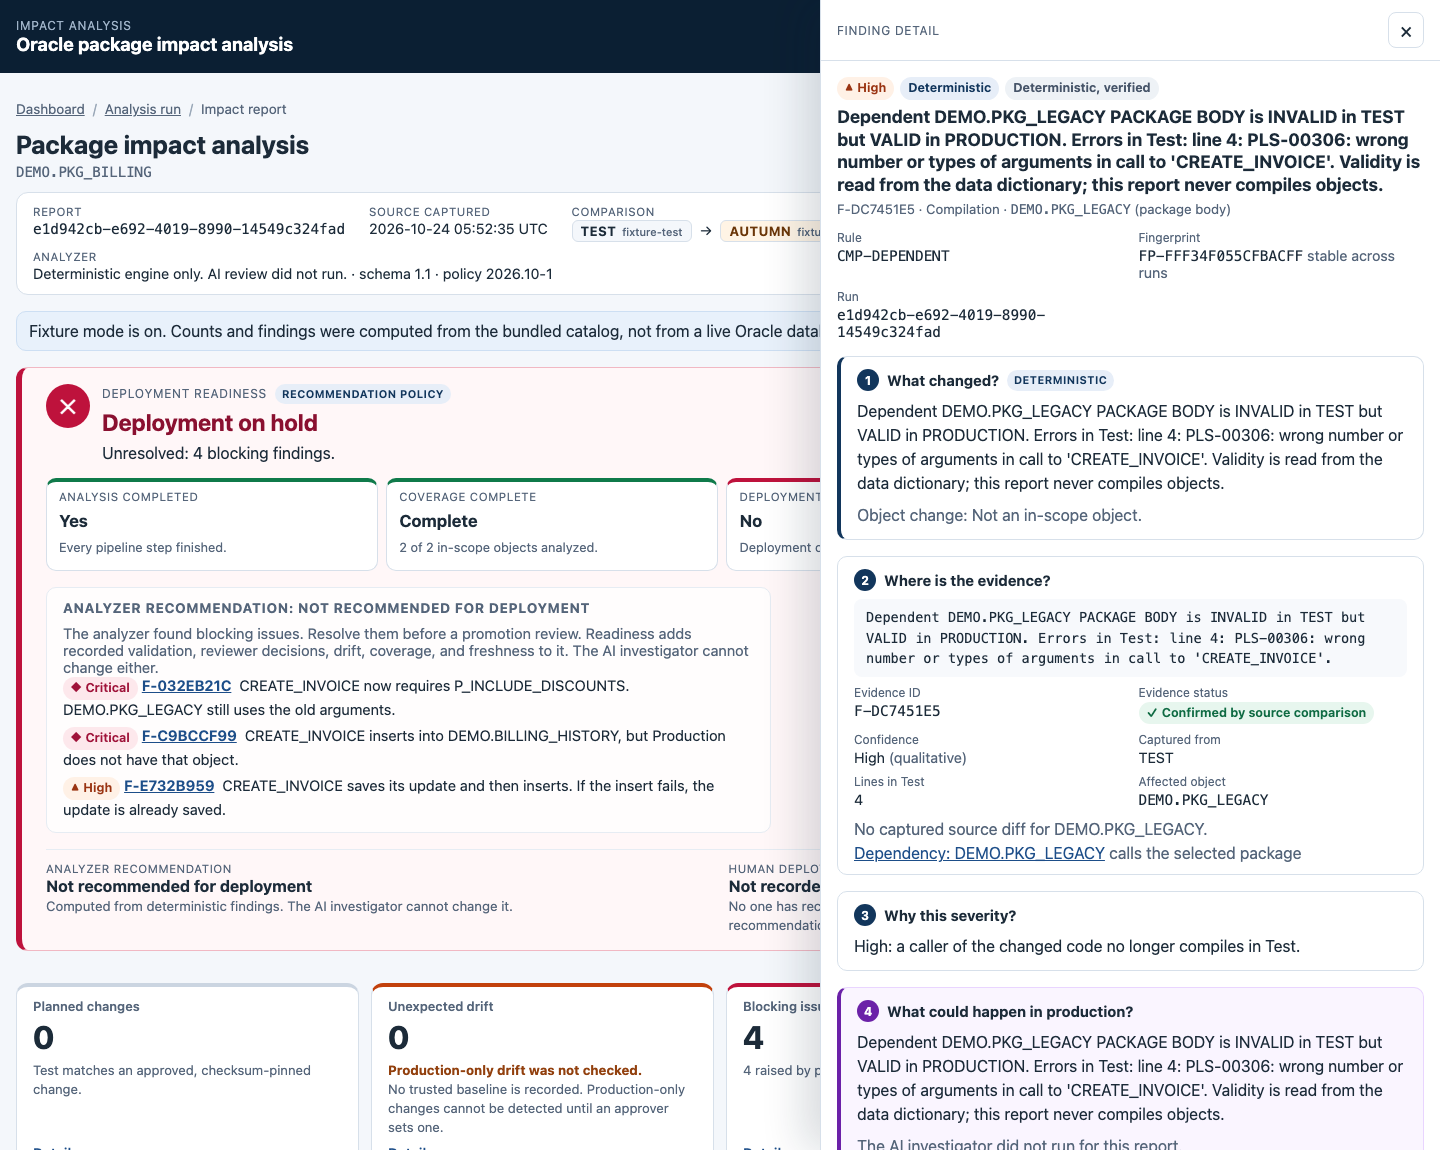 IMPACT ANALYSIS
Oracle package impact analysis
Dashboard / Analysis run / Impact report
Package impact analysis
DEMO.PKG_BILLING
REPORT
e1d942cb-e692-4019-8990-14549c324fad
SOURCE CAPTURED
2026-10-24 05:52:35 UTC
COMPARISON
TEST fixture-test → AUTUMN fixtu
ANALYZER
Deterministic engine only. AI review did not run. · schema 1.1 · policy 2026.10-1
Fixture mode is on. Counts and findings were computed from the bundled catalog, not from a live Oracle datal
DEPLOYMENT READINESS RECOMMENDATION POLICY
Deployment on hold
Unresolved: 4 blocking findings.
ANALYSIS COMPLETED
Yes
Every pipeline step finished.
COVERAGE COMPLETE
Complete
2 of 2 in-scope objects analyzed.
DEPLOYMENT
No
Deployment c
ANALYZER RECOMMENDATION: NOT RECOMMENDED FOR DEPLOYMENT
The analyzer found blocking issues. Resolve them before a promotion review. Readiness adds
recorded validation, reviewer decisions, drift, coverage, and freshness to it. The AI investigator cannot
change either.
Critical F-032EB21C CREATE_INVOICE now requires P_INCLUDE_DISCOUNTS.
DEMO.PKG_LEGACY still uses the old arguments.
Critical F-C9BCCF99 CREATE_INVOICE inserts into DEMO.BILLING_HISTORY, but Production
does not have that object.
High F-E732B959 CREATE_INVOICE saves its update and then inserts. If the insert fails, the
update is already saved.
ANALYZER RECOMMENDATION
Not recommended for deployment
Computed from deterministic findings. The AI investigator cannot change it.
HUMAN DEPLO
Not recorde
No one has rec
recommendatic
Planned changes
0
Test matches an approved, checksum-pinned
change.
Unexpected drift
0
Production-only drift was not checked.
No trusted baseline is recorded. Production-only
changes cannot be detected until an approver
sets one.
Blocking issu
4
4 raised by p
FINDING DETAIL
High Deterministic Deterministic, verified
Dependent DEMO.PKG_LEGACY PACKAGE BODY is INVALID in TEST
but VALID in PRODUCTION. Errors in Test: line 4: PLS-00306: wrong
number or types of arguments in call to 'CREATE_INVOICE'. Validity is
read from the data dictionary; this report never compiles objects.
F-DC7451E5 · Compilation · DEMO.PKG_LEGACY (package body)
Rule
CMP-DEPENDENT
Fingerprint
FP-FFF34F055CFBACFF stable across
runs
Run
e1d942cb-e692-4019-8990-
14549c324fad
1 What changed? DETERMINISTIC
Dependent DEMO.PKG_LEGACY PACKAGE BODY is INVALID in TEST but
VALID in PRODUCTION. Errors in Test: line 4: PLS-00306: wrong number or
types of arguments in call to 'CREATE_INVOICE'. Validity is read from the
data dictionary; this report never compiles objects.
Object change: Not an in-scope object.
2 Where is the evidence?
Dependent DEMO.PKG_LEGACY PACKAGE BODY is INVALID in TEST but
VALID in PRODUCTION. Errors in Test: line 4: PLS-00306: wrong
number or types of arguments in call to 'CREATE_INVOICE'.
Evidence ID
F-DC7451E5
Evidence status
✓ Confirmed by source comparison
Confidence
High (qualitative)
Captured from
TEST
Lines in Test
4
Affected object
DEMO.PKG_LEGACY
No captured source diff for DEMO.PKG_LEGACY.
Dependency: DEMO.PKG_LEGACY calls the selected package
3 Why this severity?
High: a caller of the changed code no longer compiles in Test.
4 What could happen in production?
Dependent DEMO.PKG_LEGACY PACKAGE BODY is INVALID in TEST but
VALID in PRODUCTION. Errors in Test: line 4: PLS-00306: wrong number or
types of arguments in call to 'CREATE_INVOICE'. Validity is read from the
data dictionary; this report never compiles objects.
The AI investigator did not run for this report.